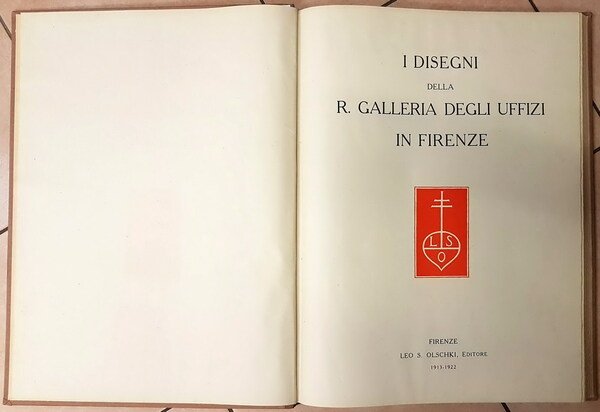 I DISEGNI
DELLA
R. GALLERIA DEGLI UFFIZI
IN FIRENZE
L S
O
FIRENZE
LEO S. OLSCHKI, EDITORE
1913-1922